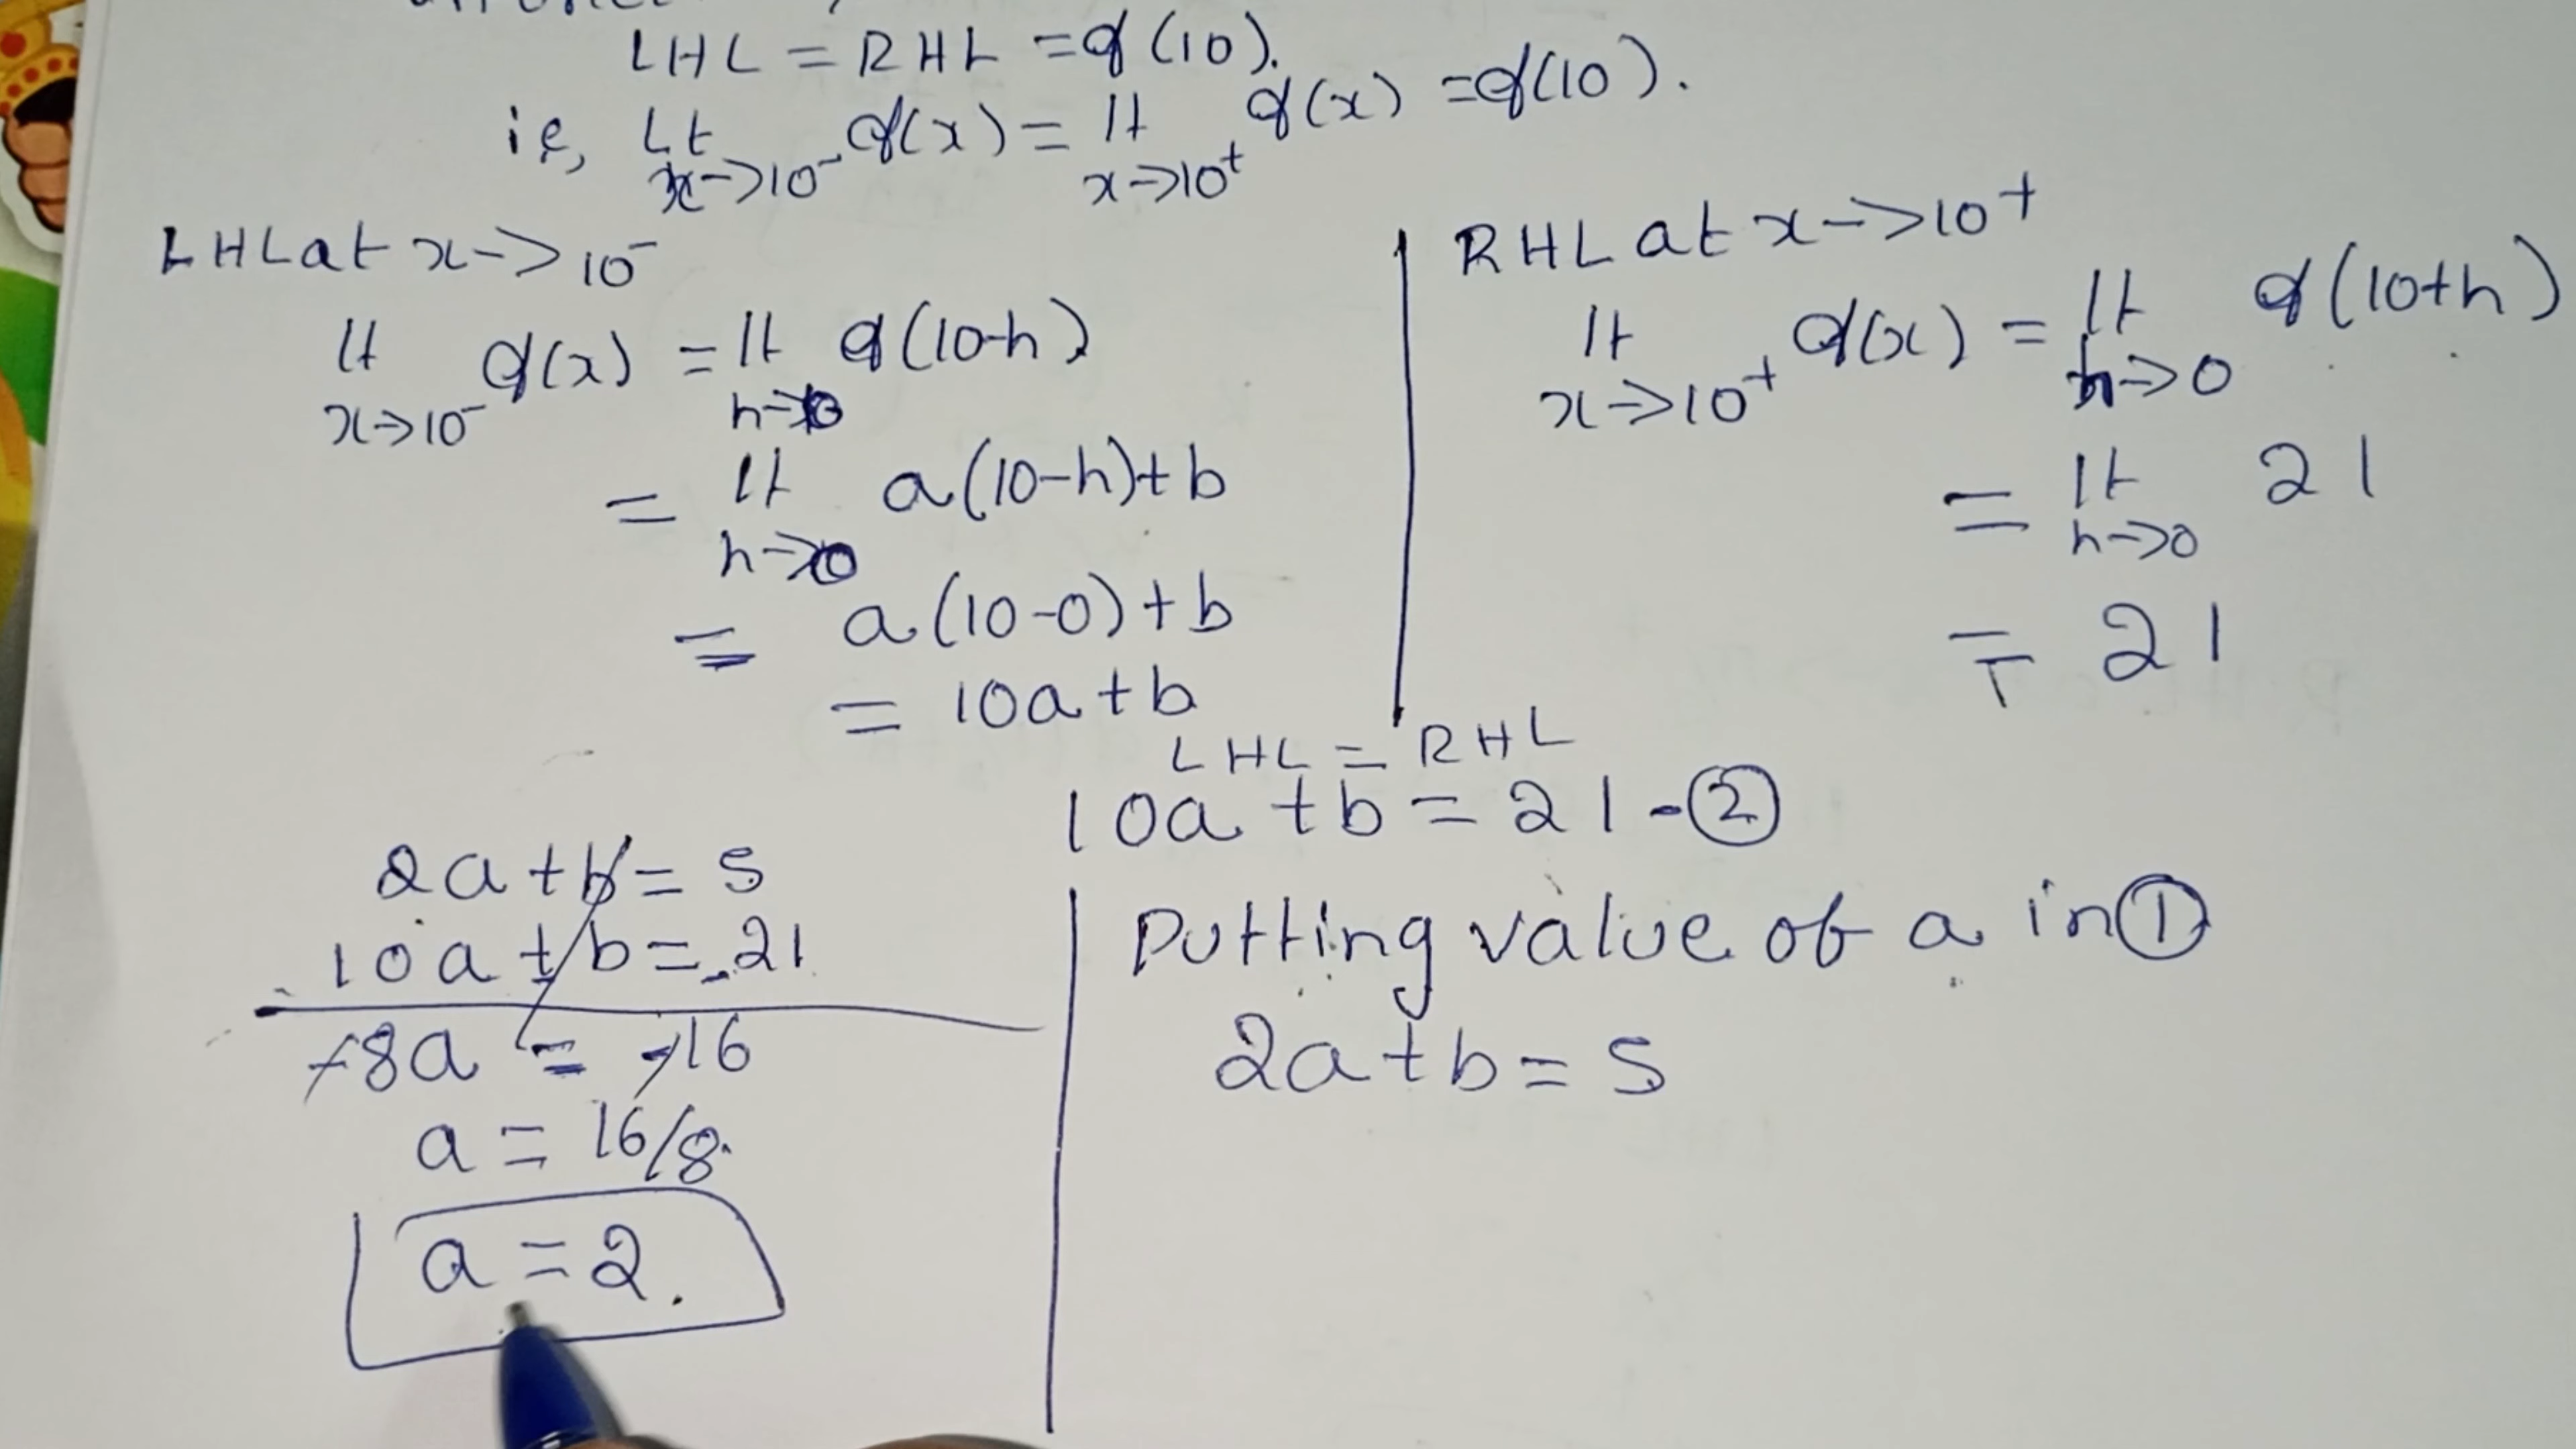 LHL = RHL = f(10).
ie, Lt f(x) = lt f(x) = f(10).
x->10⁻ x->10⁺
LHL at x->10⁻
lt f(x) = lt f(10-h)
x->10⁻ h->0
= lt a(10-h)+b
h->0
= a(10-0)+b
= 10a+b
RHL at x->10⁺
lt f(x) = lt f(10+h)
x->10⁺ h->0
= lt 21
h->0
= 21
LHL = RHL
10a+b = 21 - ②
2a+b = 5
10a+b = 21
-8a = -16
a = 16/8
a = 2.
Putting value of a in ①
2a+b = 5